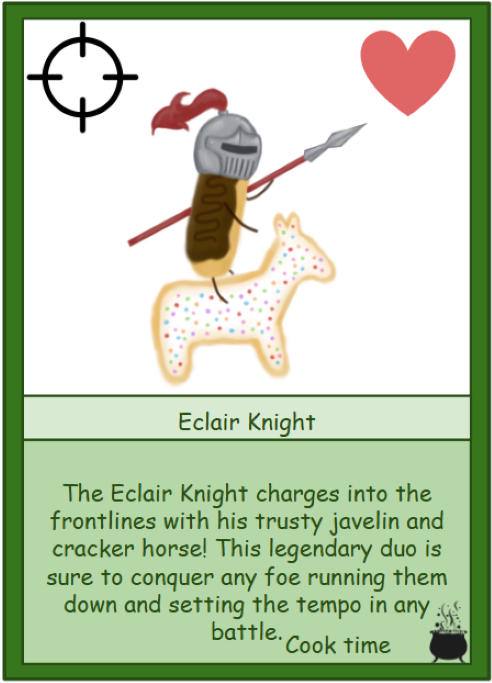 Eclair Knight
The Eclair Knight charges into the
frontlines with his trusty javelin and
cracker horse! This legendary duo is
sure to conquer any foe running them
down and setting the tempo in any
battle.
Cook time